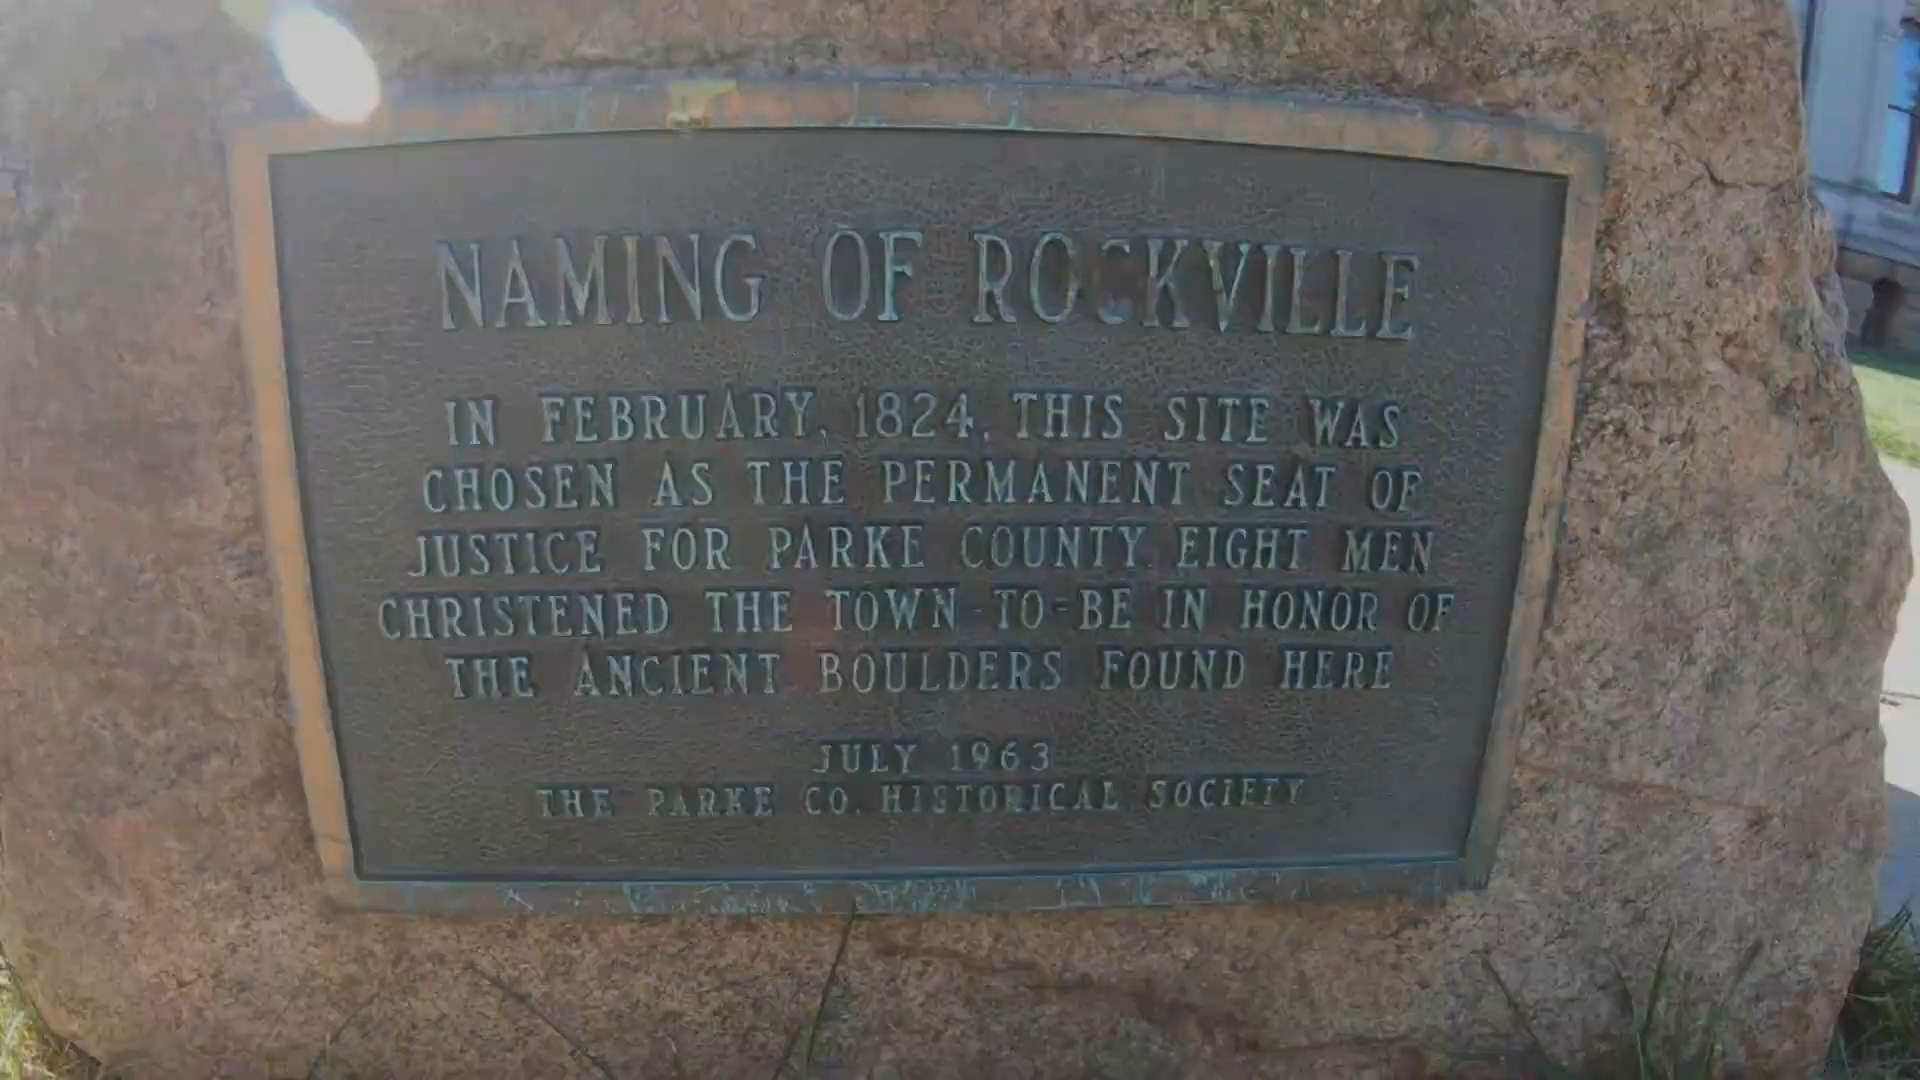 NAMING OF ROCKVILLE
IN FEBRUARY, 1824, THIS SITE WAS
CHOSEN AS THE PERMANENT SEAT OF
JUSTICE FOR PARKE COUNTY. EIGHT MEN
CHRISTENED THE TOWN-TO-BE IN HONOR OF
THE ANCIENT BOULDERS FOUND HERE
JULY 1963
THE PARKE CO. HISTORICAL SOCIETY